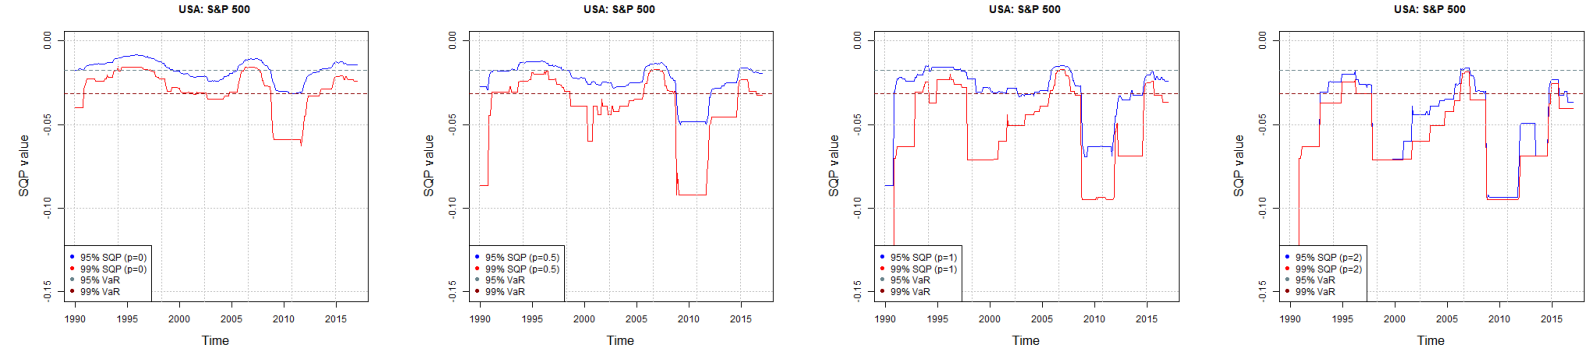 USA: S&P 500
SQP value
0.00
-0.05
-0.10
-0.15
95% SQP (p=0)
99% SQP (p=0)
95% VaR
99% VaR
1990 1995 2000 2005 2010 2015
Time
USA: S&P 500
SQP value
0.00
-0.05
-0.10
-0.15
95% SQP (p=0.5)
99% SQP (p=0.5)
95% VaR
99% VaR
1990 1995 2000 2005 2010 2015
Time
USA: S&P 500
SQP value
0.00
-0.05
-0.10
-0.15
95% SQP (p=1)
99% SQP (p=1)
95% VaR
99% VaR
1990 1995 2000 2005 2010 2015
Time
USA: S&P 500
SQP value
0.00
-0.05
-0.10
-0.15
95% SQP (p=2)
99% SQP (p=2)
95% VaR
99% VaR
1990 1995 2000 2005 2010 2015
Time